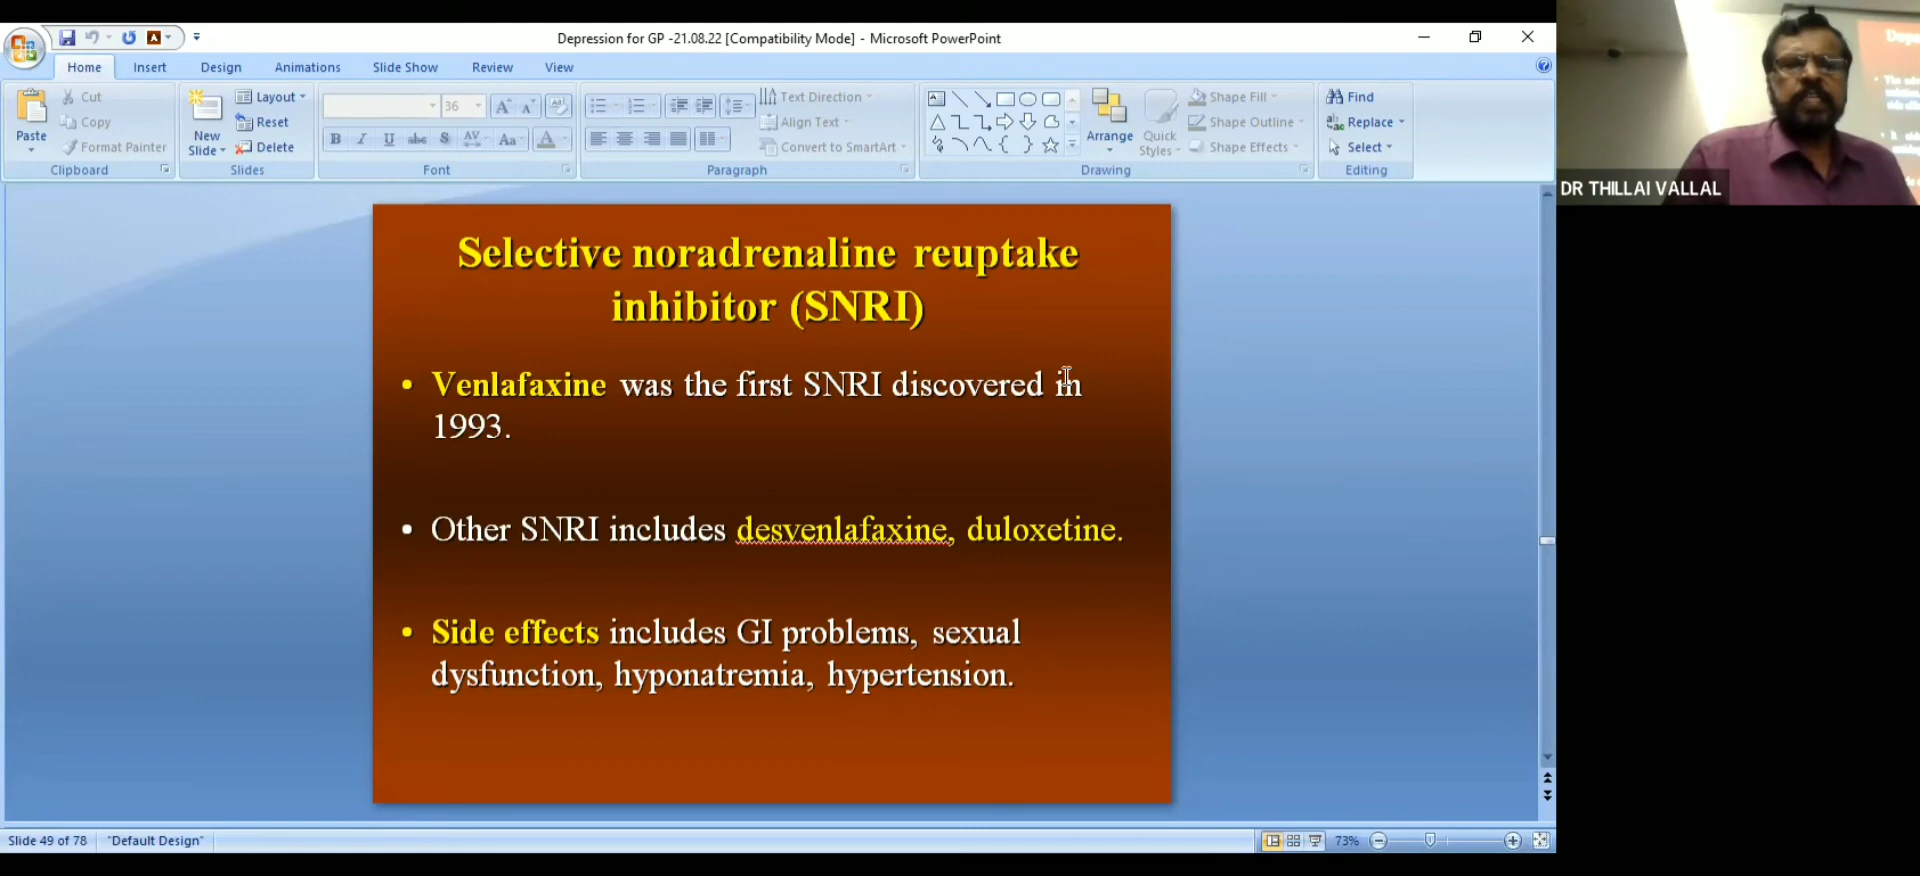 Depression for GP -21.08.22 [Compatibility Mode] - Microsoft PowerPoint
Home Insert Design Animations Slide Show Review View
Paste
Cut
Copy
Format Painter
Clipboard
New
Slide
Layout
Reset
Delete
Slides
36
B I U abc S AV Aa A
Font
Text Direction
Align Text
Convert to SmartArt
Paragraph
Arrange
Quick
Styles
Shape Fill
Shape Outline
Shape Effects
Drawing
Find
Replace
Select
Editing
DR THILLAI VALLAL
Selective noradrenaline reuptake
inhibitor (SNRI)
• Venlafaxine was the first SNRI discovered in
1993.
• Other SNRI includes desvenlafaxine, duloxetine.
• Side effects includes GI problems, sexual
dysfunction, hyponatremia, hypertension.
Slide 49 of 78 "Default Design" 73%